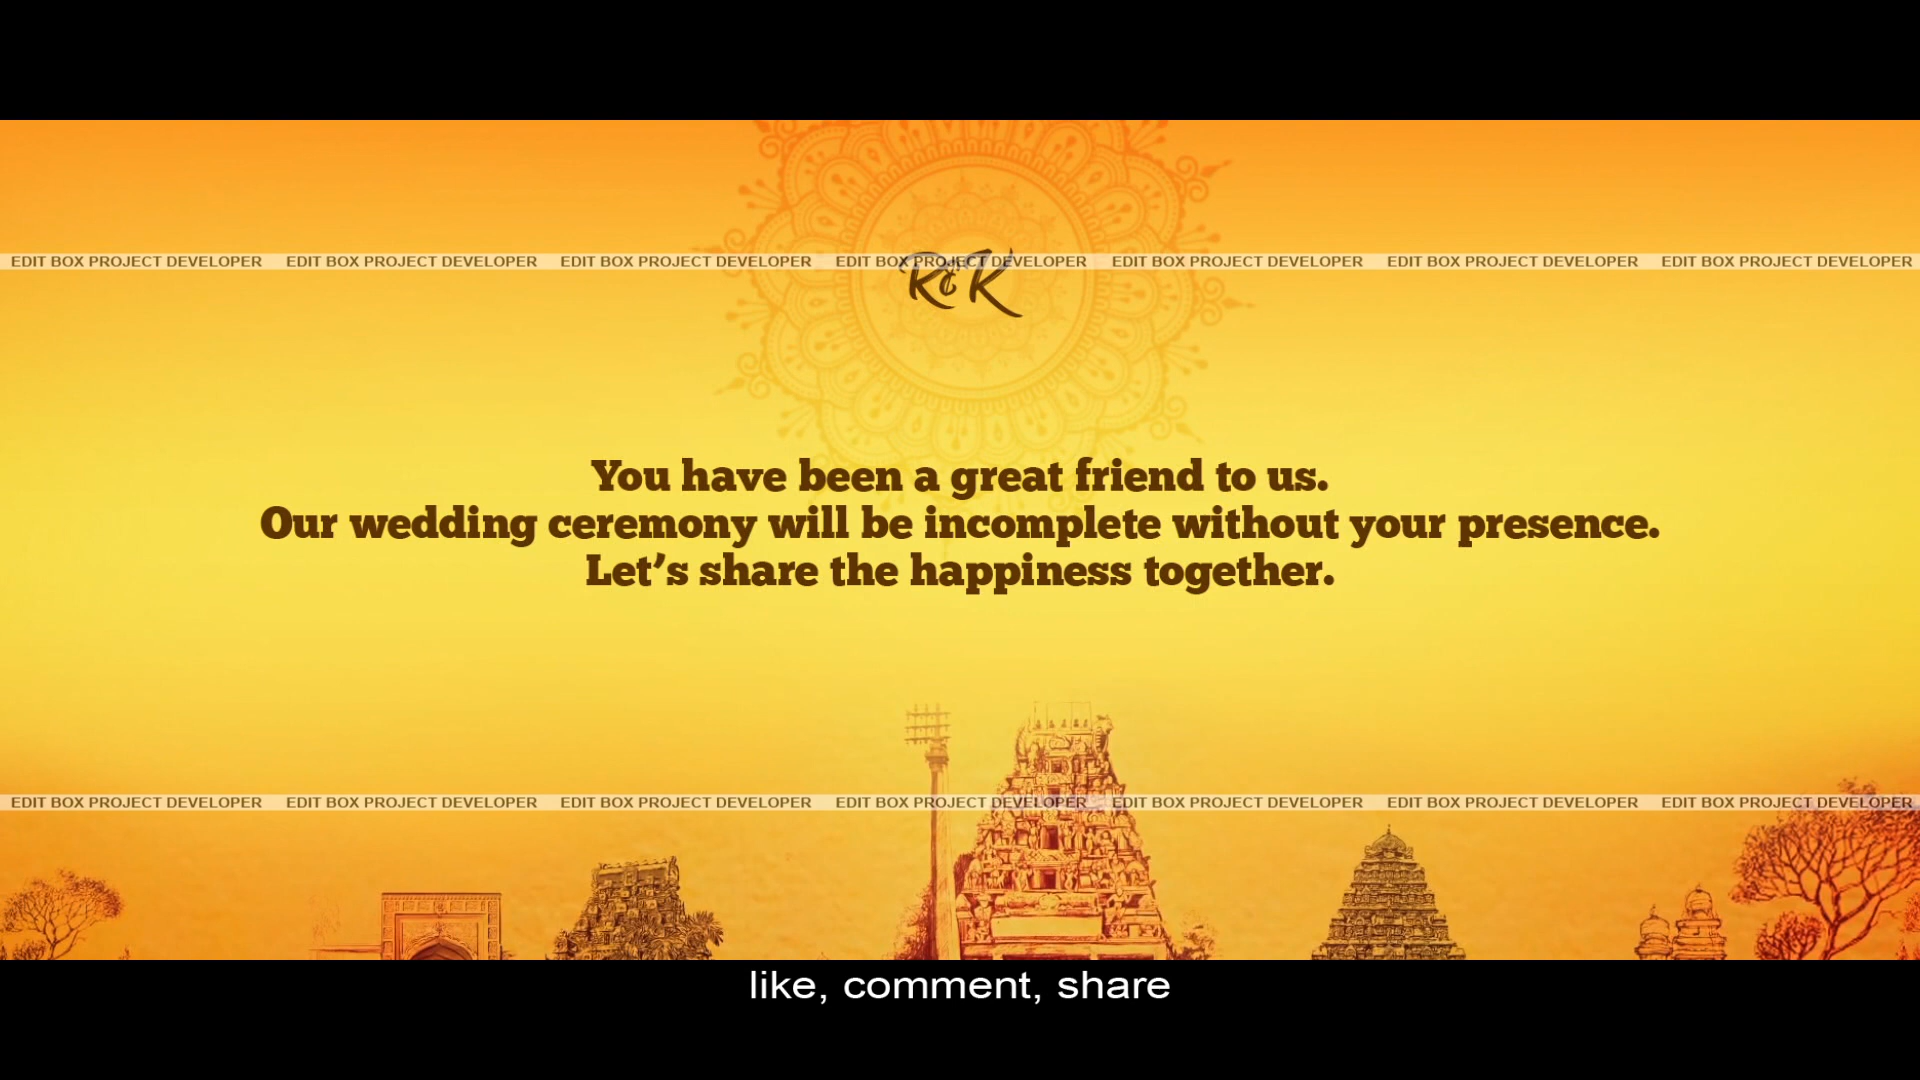 EDIT BOX PROJECT DEVELOPER EDIT BOX PROJECT DEVELOPER EDIT BOX PROJECT DEVELOPER EDIT BOX PROJECT DEVELOPER EDIT BOX PROJECT DEVELOPER EDIT BOX PROJECT DEVELOPER EDIT BOX PROJECT DEVELOPER
R & K
You have been a great friend to us.
Our wedding ceremony will be incomplete without your presence.
Let’s share the happiness together.
EDIT BOX PROJECT DEVELOPER EDIT BOX PROJECT DEVELOPER EDIT BOX PROJECT DEVELOPER EDIT BOX PROJECT DEVELOPER EDIT BOX PROJECT DEVELOPER EDIT BOX PROJECT DEVELOPER EDIT BOX PROJECT DEVELOPER
like, comment, share